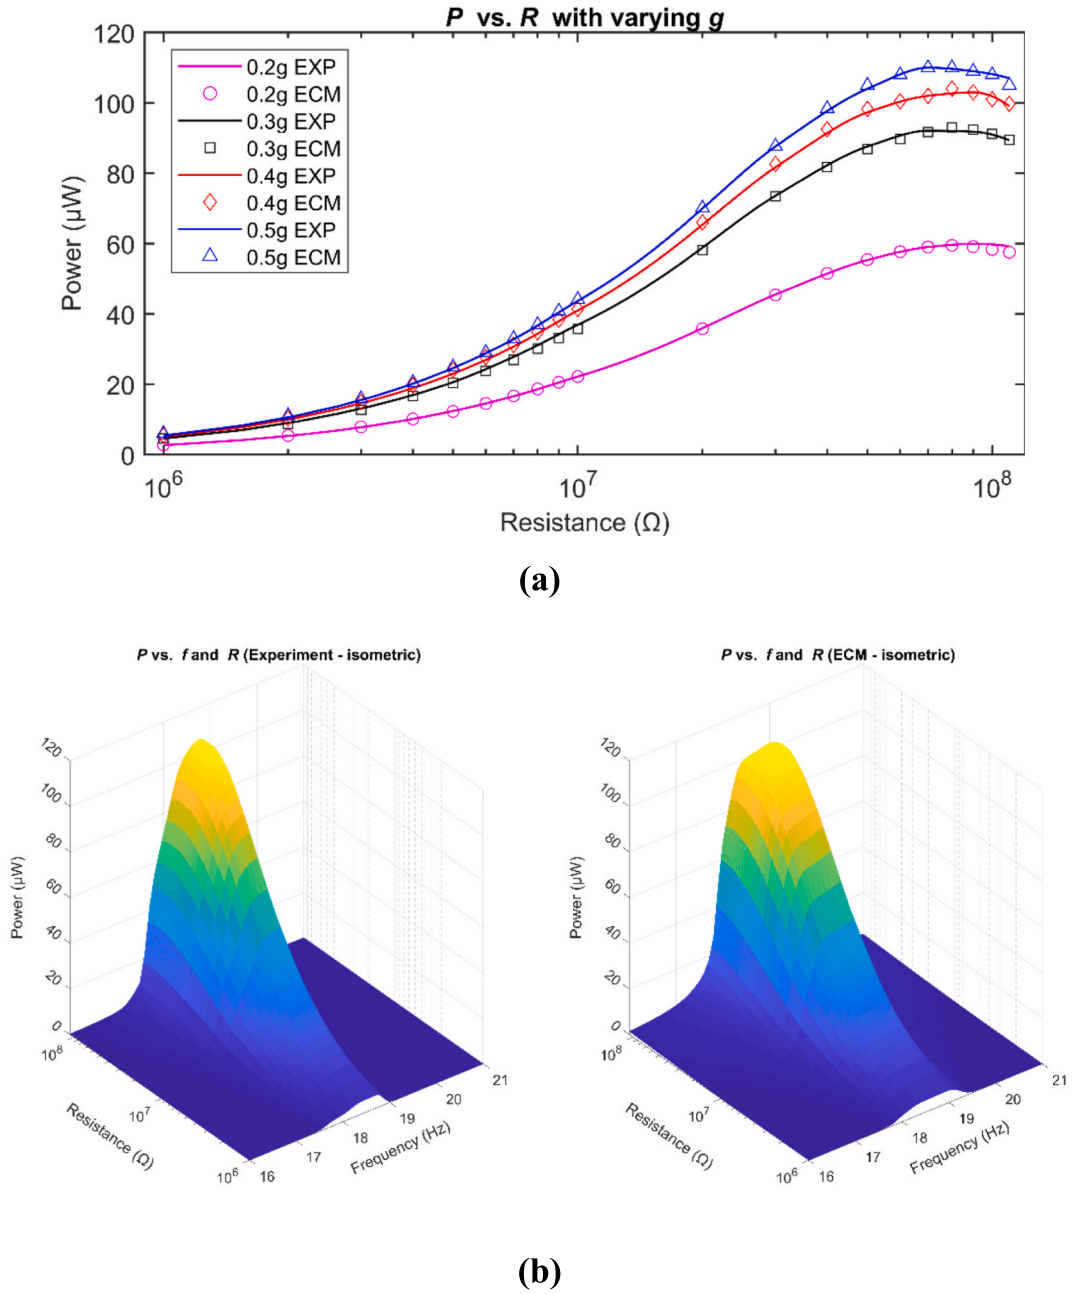 P vs. R with varying g
120
100
80
60
40
20
0
Power (µW)
0.2g EXP
0.2g ECM
0.3g EXP
0.3g ECM
0.4g EXP
0.4g ECM
0.5g EXP
0.5g ECM
10⁶
10⁷
10⁸
Resistance (Ω)
(a)
P vs. f and R (Experiment - isometric)
120
100
80
60
40
20
0
Power (µW)
10⁸
10⁷
10⁶
Resistance (Ω)
16
17
18
19
20
21
Frequency (Hz)
P vs. f and R (ECM - isometric)
120
100
80
60
40
20
0
Power (µW)
10⁸
10⁷
10⁶
Resistance (Ω)
16
17
18
19
20
21
Frequency (Hz)
(b)